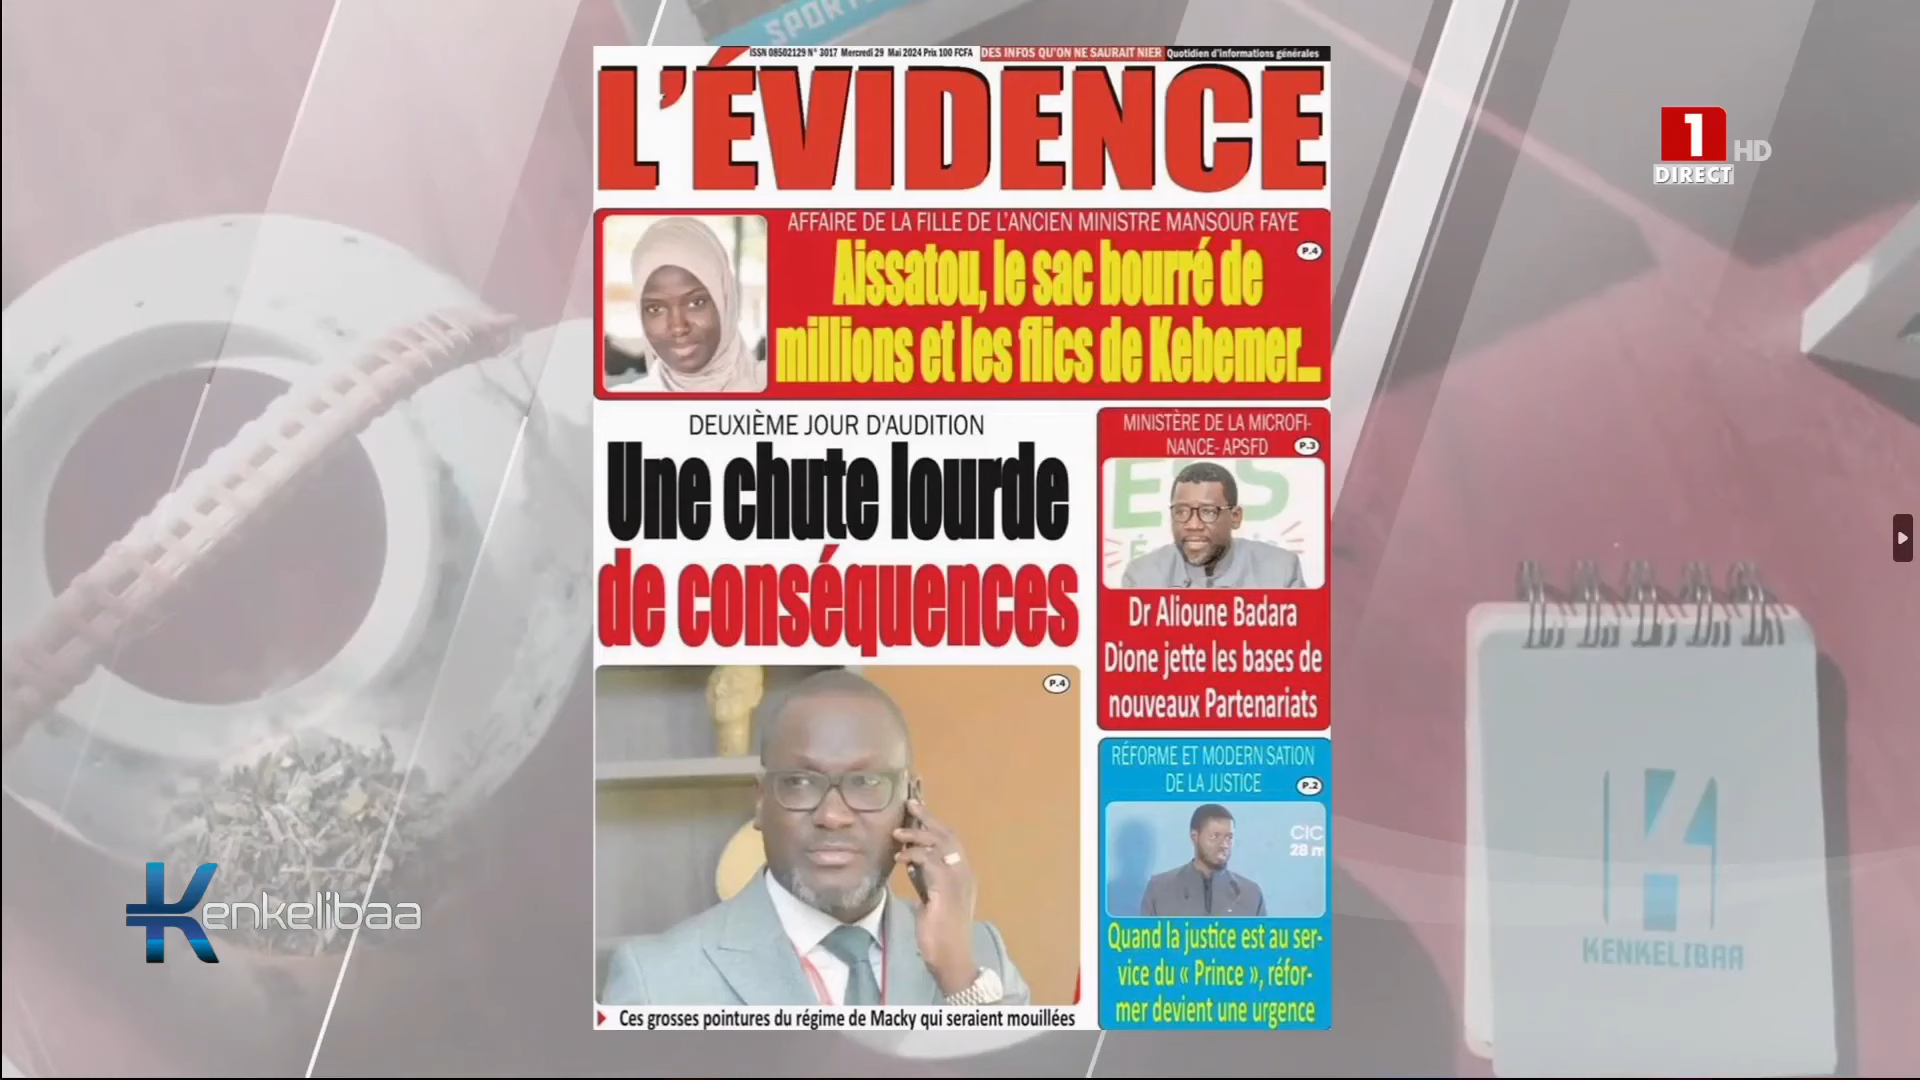 SPORT
ISSN 08502129 N° 3017 Mercredi 29 Mai 2024 Prix 100 FCFA
DES INFOS QU'ON NE SAURAIT NIER
Quotidien d'informations générales
L'ÉVIDENCE
1 HD
DIRECT
AFFAIRE DE LA FILLE DE L'ANCIEN MINISTRE MANSOUR FAYE
Aissatou, le sac bourré de
P.4
millions et les flics de Kebemer...
DEUXIÈME JOUR D'AUDITION
Une chute lourde
de conséquences
P.4
Ces grosses pointures du régime de Macky qui seraient mouillées
MINISTÈRE DE LA MICROFI-
NANCE- APSFD
P.3
Dr Alioune Badara
Dione jette les bases de
nouveaux Partenariats
RÉFORME ET MODERN SATION
DE LA JUSTICE
P.2
CIC
28 m
Quand la justice est au ser-
vice du « Prince », réfor-
mer devient une urgence
Kenkelibaa
K
KENKELIBAA